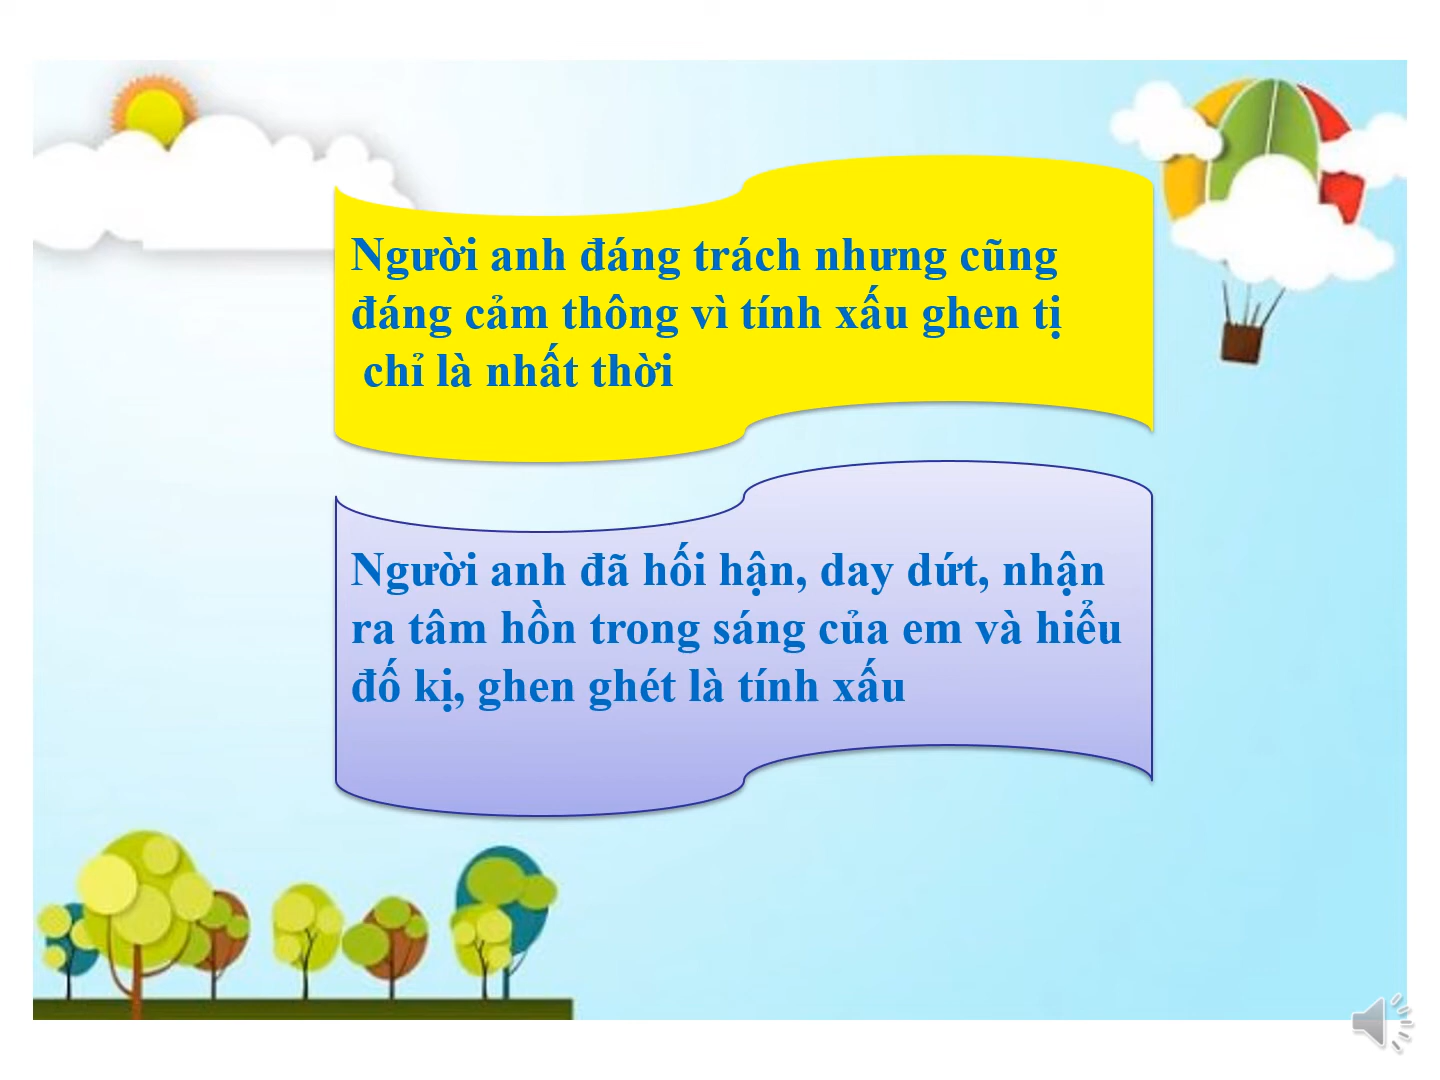 Người anh đáng trách nhưng cũng
đáng cảm thông vì tính xấu ghen tị
chỉ là nhất thời
Người anh đã hối hận, day dứt, nhận
ra tâm hồn trong sáng của em và hiểu
đố kị, ghen ghét là tính xấu